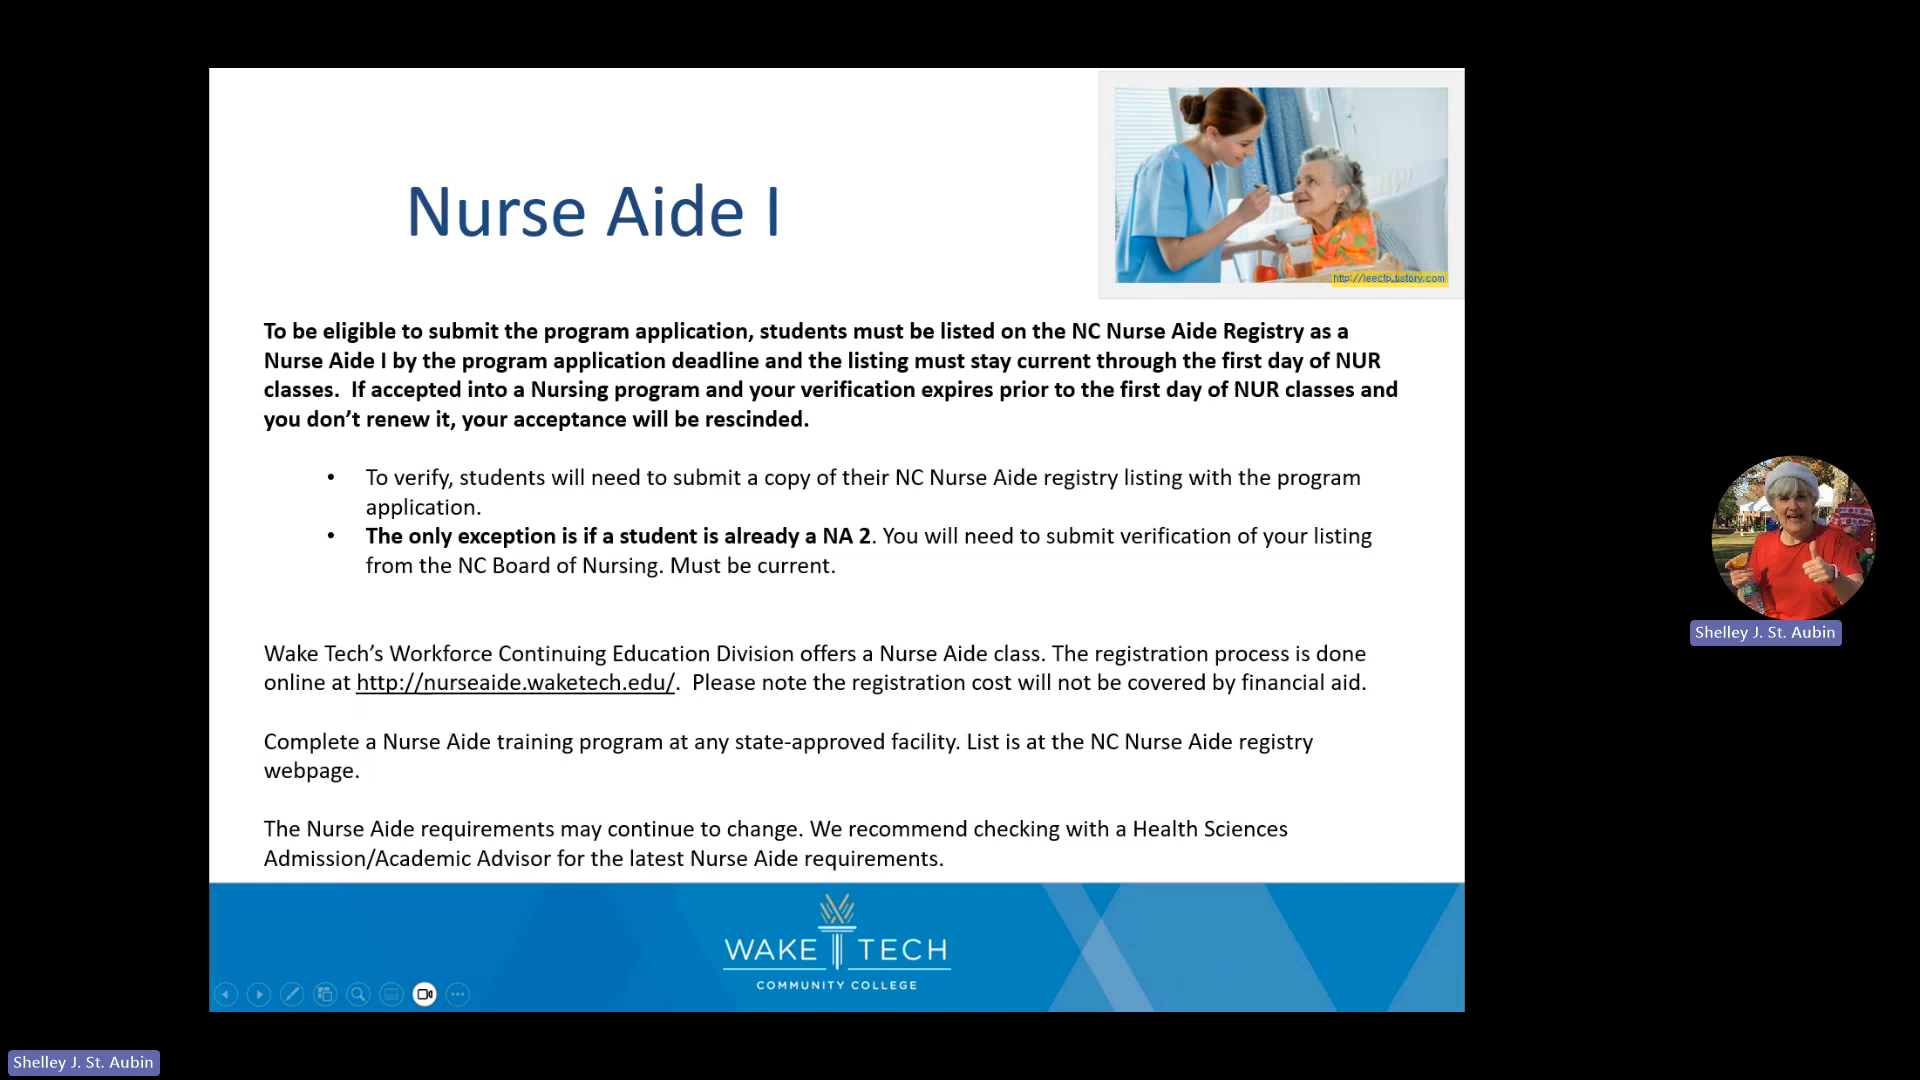 Nurse Aide I
http://leecfp.tistory.com
To be eligible to submit the program application, students must be listed on the NC Nurse Aide Registry as a
Nurse Aide I by the program application deadline and the listing must stay current through the first day of NUR
classes.  If accepted into a Nursing program and your verification expires prior to the first day of NUR classes and
you don’t renew it, your acceptance will be rescinded.
• To verify, students will need to submit a copy of their NC Nurse Aide registry listing with the program
application.
• The only exception is if a student is already a NA 2. You will need to submit verification of your listing
from the NC Board of Nursing. Must be current.
Wake Tech’s Workforce Continuing Education Division offers a Nurse Aide class. The registration process is done
online at http://nurseaide.waketech.edu/.  Please note the registration cost will not be covered by financial aid.
Complete a Nurse Aide training program at any state-approved facility. List is at the NC Nurse Aide registry
webpage.
The Nurse Aide requirements may continue to change. We recommend checking with a Health Sciences
Admission/Academic Advisor for the latest Nurse Aide requirements.
WAKE TECH
COMMUNITY COLLEGE
Shelley J. St. Aubin
Shelley J. St. Aubin